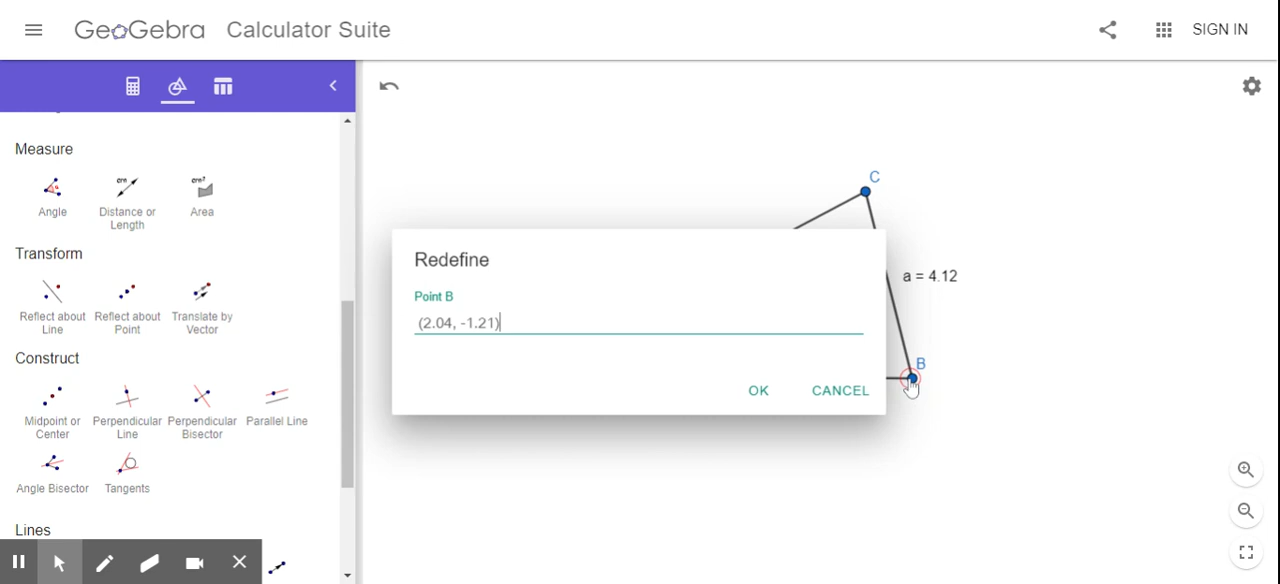 GeoGebra Calculator Suite SIGN IN
Measure
cm cm²
Angle Distance or Length Area
Transform
Reflect about Line Reflect about Point Translate by Vector
Construct
Midpoint or Center Perpendicular Line Perpendicular Bisector Parallel Line
Angle Bisector Tangents
Lines
C
a = 4.12
B
Redefine
Point B
(2.04, -1.21)
OK CANCEL